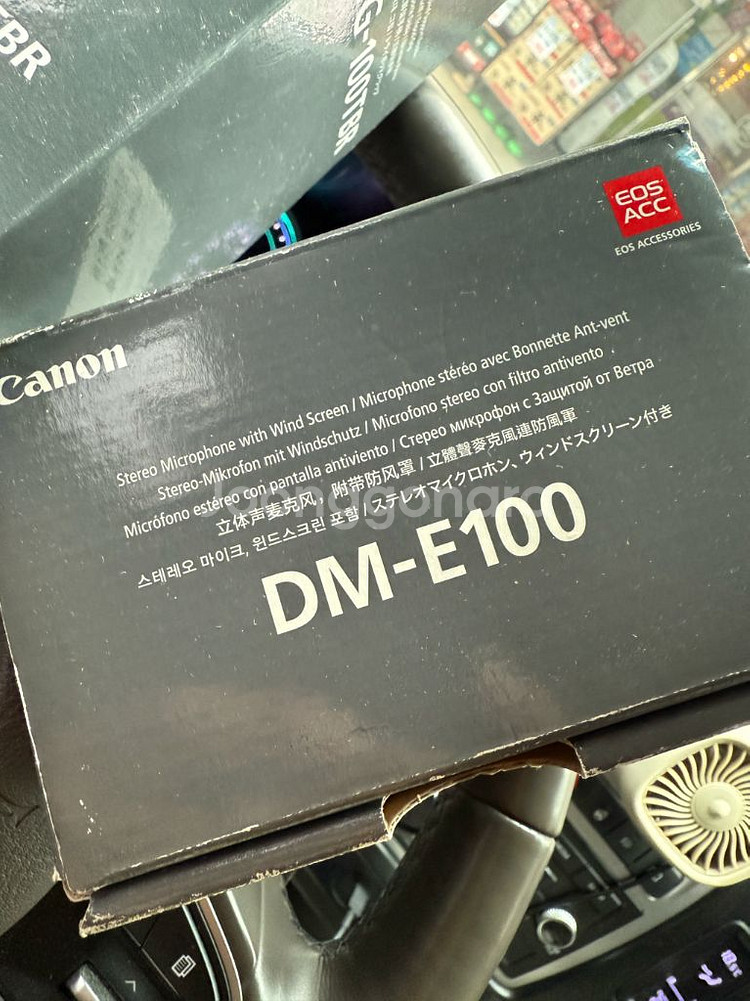 BR
G-100TBR
EOS
ACC
EOS ACCESSORIES
Canon
Stereo Microphone with Wind Screen / Microphone stéréo avec Bonnette Ant-vent
Stereo-Mikrofon mit Windschutz / Microfono stereo con filtro antivento
Micrófono estéreo con pantalla antiviento / Стерео микрофон с Защитой от Ветра
立体声麦克风，附带防风罩 / 立體聲麥克風連防風罩
스테레오 마이크, 윈드스크린 포함 / ステレオマイクロホン、ウィンドスクリーン付き
Joonggonara
DM-E100